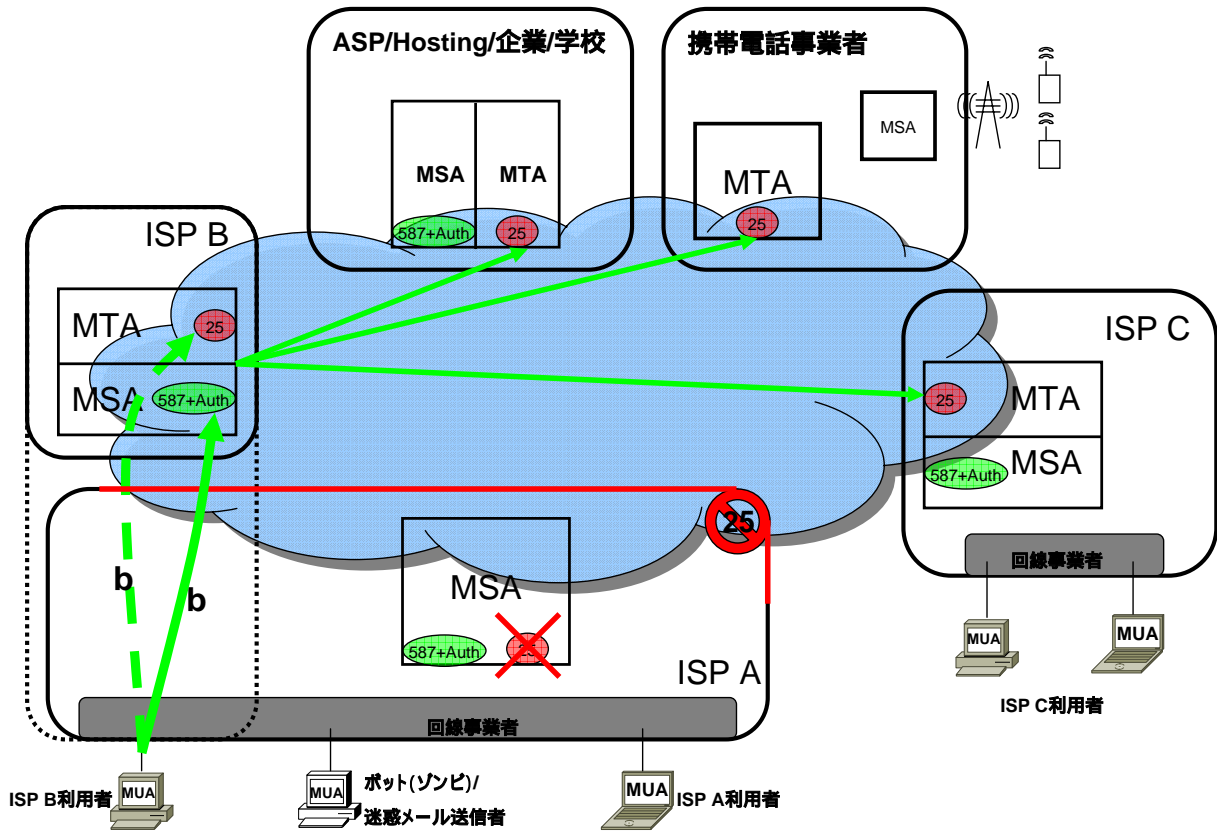 ASP/Hosting/企業/学校
MSA
MTA
587+Auth
25
携帯電話事業者
MSA
MTA
25
ISP B
MTA
25
MSA
587+Auth
ISP C
25
MTA
587+Auth
MSA
回線事業者
MUA
MUA
ISP C利用者
25
b
b
MSA
587+Auth
ISP A
回線事業者
ISP B利用者
MUA
MUA
ボット(ゾンビ)/
迷惑メール送信者
MUA
ISP A利用者